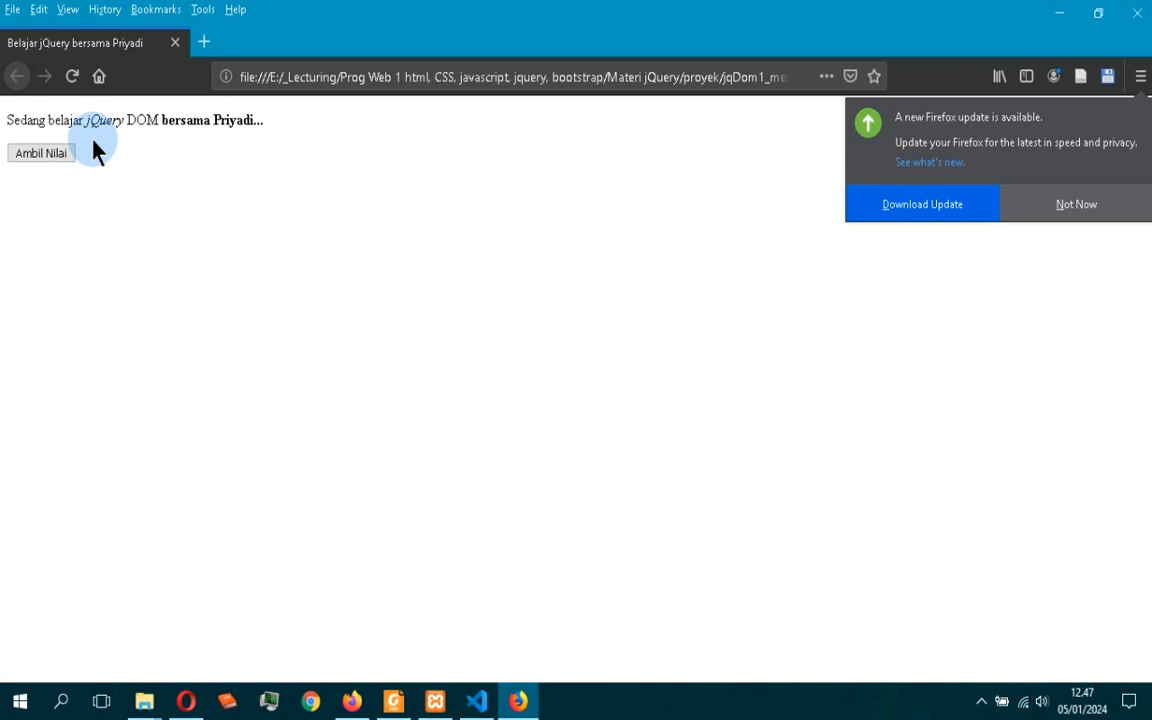 File Edit View History Bookmarks Tools Help
Belajar jQuery bersama Priyadi
file:///E:/_Lecturing/Prog Web 1 html, CSS, javascript, jquery, bootstrap/Materi jQuery/proyek/jqDom1_me
Sedang belajar jQuery DOM bersama Priyadi...
Ambil Nilai
A new Firefox update is available.
Update your Firefox for the latest in speed and privacy.
See what's new.
Download Update
Not Now
12.47
05/01/2024